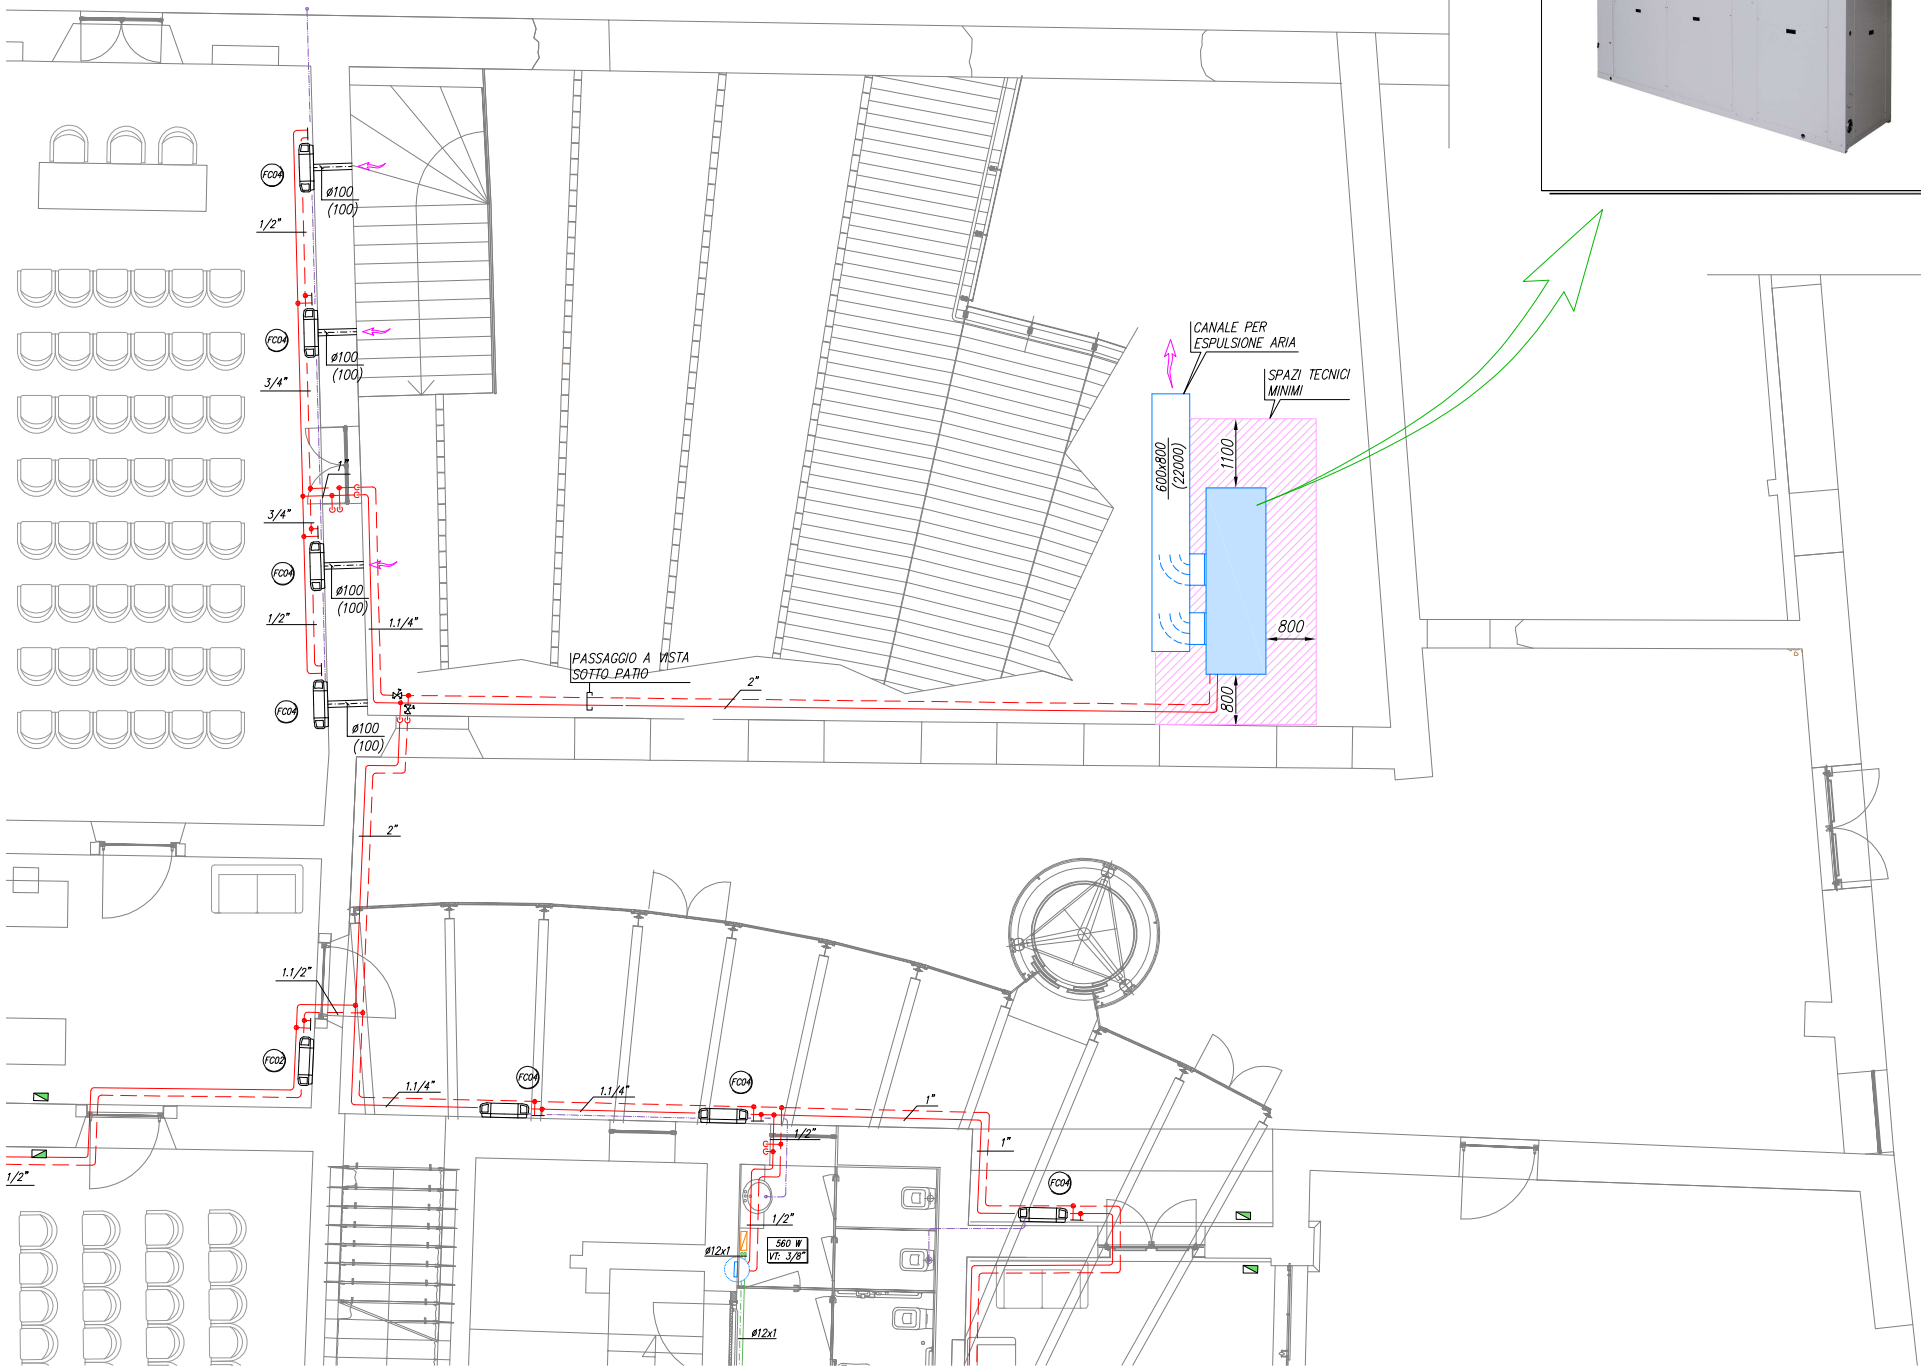 FC04
ø100
(100)
1/2"
FC04
ø100
(100)
3/4"
1"
3/4"
FC04
ø100
(100)
1/2"
1.1/4"
FC04
ø100
(100)
PASSAGGIO A VISTA
SOTTO PATIO
2"
CANALE PER
ESPULSIONE ARIA
SPAZI TECNICI
MINIMI
600x800
(22000)
1100
800
800
2"
1.1/2"
FC02
1.1/4"
FC04
1.1/4"
FC04
1"
1/2"
1"
FC04
1/2"
1/2"
ø12x1
560 W
VT: 3/8"
ø12x1